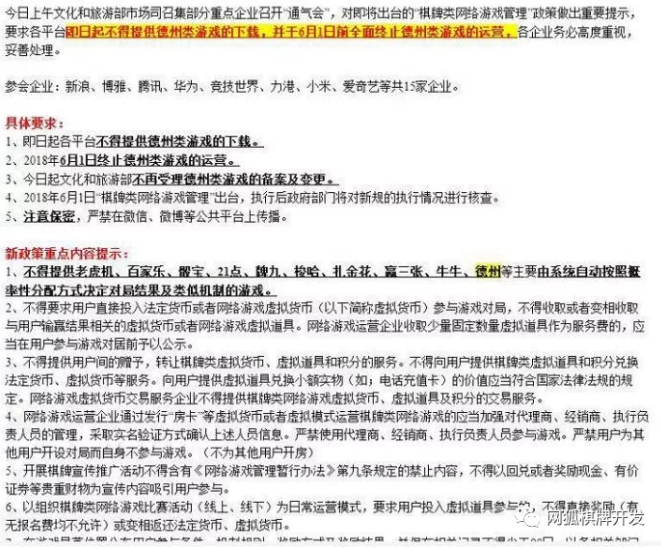 今日上午文化和旅游部市场司召集部分重点企业召开“通气会”，对即将出台的“棋牌类网络游戏管理”政策做出重要提示，
要求各平台即日起不得提供德州类游戏的下载，并于6月1日前全面终止德州类游戏的运营，各企业务必高度重视，
妥善处理。
参会企业：新浪、博雅、腾讯、华为、竞技世界、力港、小米、爱奇艺等共15家企业。
具体要求：
1、即日起各平台不得提供德州类游戏的下载。
2、2018年6月1日终止德州类游戏的运营。
3、今日起文化和旅游部不再受理德州类游戏的备案及变更。
4、2018年6月1日“棋牌类网络游戏管理”出台，执行后政府部门将对新规的执行情况进行核查。
5、注意保密，严禁在微信、微博等公共平台上传播。
新政策重点内容提示：
1、不得提供老虎机、百家乐、骰宝、21点、牌九、梭哈、扎金花、赢三张、牛牛、德州等主要由系统自动按照概
率性分配方式决定对局结果及类似机制的游戏。
2、不得要求用户直接投入法定货币或者网络游戏虚拟货币（以下简称虚拟货币）参与游戏对局，不得收取或者变相收取
与用户输赢结果相关的虚拟货币或者网络游戏虚拟道具。网络游戏运营企业收取少量固定数量虚拟道具作为服务费的，应
当在用户参与游戏对局前予以公示。
3、不得提供用户间的赠予，转让棋牌类虚拟货币、虚拟道具和积分的服务。不得向用户提供棋牌类虚拟道具和积分兑换
法定货币、虚拟货币等服务。向用户提供虚拟道具兑换小额实物（如；电话充值卡）的价值应当符合国家法律法规的规
定。网络游戏虚拟货币交易服务企业不得提供棋牌类网络游戏虚拟货币、虚拟道具及积分的交易服务。
4、网络游戏运营企业通过发行“房卡”等虚拟货币或者虚拟模式运营棋牌类网络游戏的应当加强对代理商、经销商、执行负
责人员的管理，采取实名验证方式确认上述人员信息。严禁使用代理商、经销商、执行负责人员参与游戏。严禁用户为其
他用户开设对局而自身不参与游戏。（不为其他用户开房）
5、开展棋牌宣传推广活动不得含有《网络游戏管理暂行办法》第九条规定的禁止内容，不得以回兑或者奖励现金、有价
证券等贵重财物为宣传内容吸引用户参与。
6、以组织棋牌类网络游戏比赛活动（线上、线下）为日常运营模式，要求用户投入虚拟道具参与的，不得直接奖励（有
无报名费均不允许）或变相返还法定货币、虚拟货币。
网狐棋牌开发